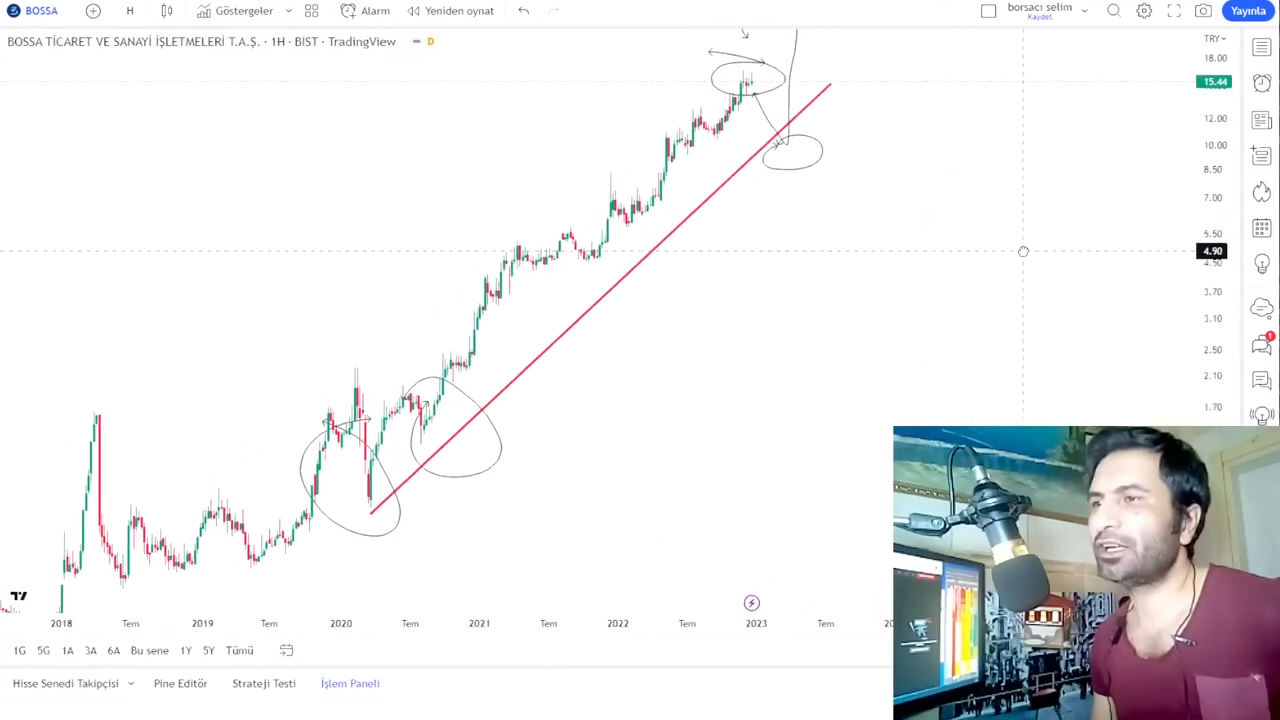 BOSSA
H
Göstergeler
Alarm
Yeniden oynat
borsacı selim
Kaydet
Yayınla
BOSSA TİCARET VE SANAYİ İŞLETMELERİ T.A.Ş. · 1H · BIST · TradingView
D
TRY
18.00
15.44
12.00
10.00
8.50
7.00
5.50
4.90
4.50
3.70
3.10
2.50
2.10
1.70
1
2018
Tem
2019
Tem
2020
Tem
2021
Tem
2022
Tem
2023
Tem
1G 5G 1A 3A 6A Bu sene 1Y 5Y Tümü
Hisse Senedi Takipçisi
Pine Editör
Strateji Testi
İşlem Paneli